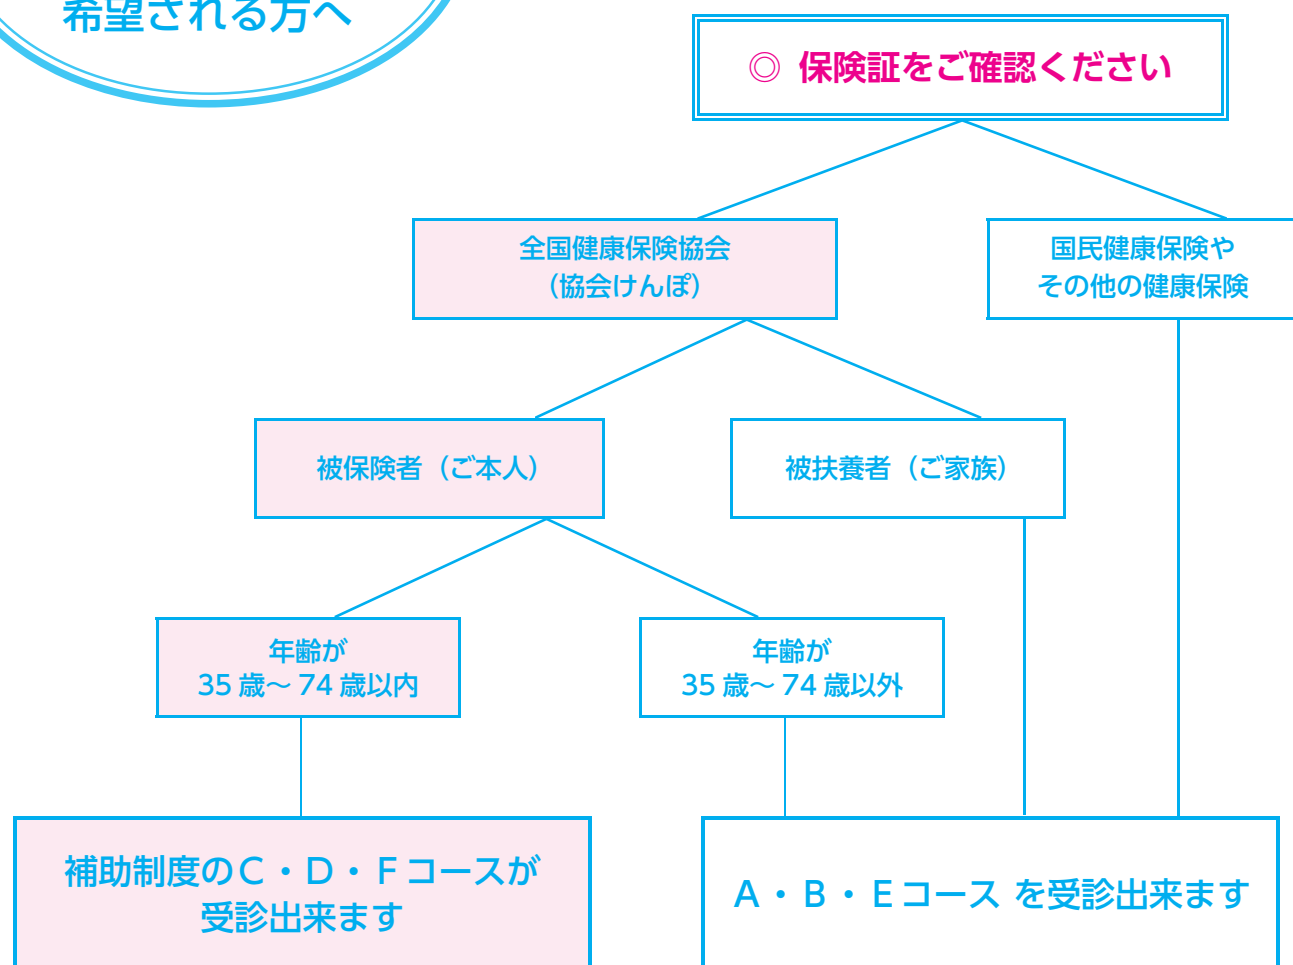 希望される方へ
◎ 保険証をご確認ください
全国健康保険協会
（協会けんぽ）
国民健康保険や
その他の健康保険
被保険者（ご本人）
被扶養者（ご家族）
年齢が
35 歳～ 74 歳以内
年齢が
35 歳～ 74 歳以外
補助制度のＣ・Ｄ・Ｆコースが
受診出来ます
Ａ・Ｂ・Ｅコース を受診出来ます